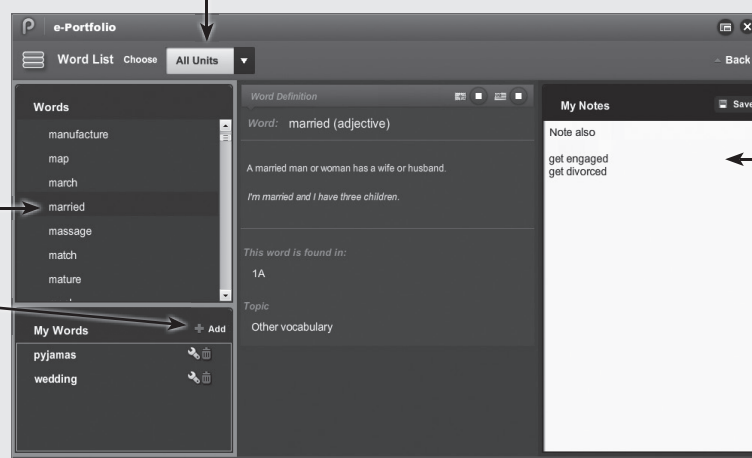 e-Portfolio
Word List Choose All Units
Back
Words
manufacture
map
march
married
massage
match
mature
My Words
Add
pyjamas
wedding
Word Definition
Word: married (adjective)
A married man or woman has a wife or husband.
I'm married and I have three children.
This word is found in:
1A
Topic
Other vocabulary
My Notes
Save
Note also
get engaged
get divorced